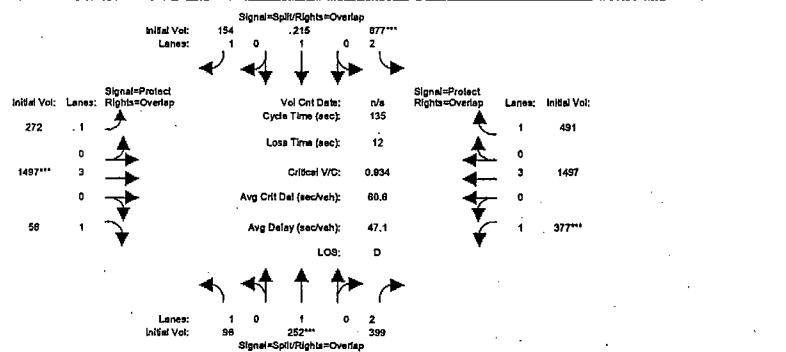 Signal=Split/Rights=Overlap
Initial Vol: 154 .215 877***
Lanes: 1 0 1 0 2
Signal=Protect Signal=Protect
Initial Vol: Lanes: Rights=Overlap Vol Cnt Date: n/a Rights=Overlap Lanes: Initial Vol:
Cycle Time (sec): 135
272 1 1 491
Loss Time (sec): 12
0 0
1497*** 3 Critical V/C: 0.934 3 1497
0 Avg Crit Del (sec/veh): 60.6 0
56 1 Avg Delay (sec/veh): 47.1 1 377***
LOS: D
Lanes: 1 0 1 0 2
Initial Vol: 96 252*** 399
Signal=Split/Rights=Overlap